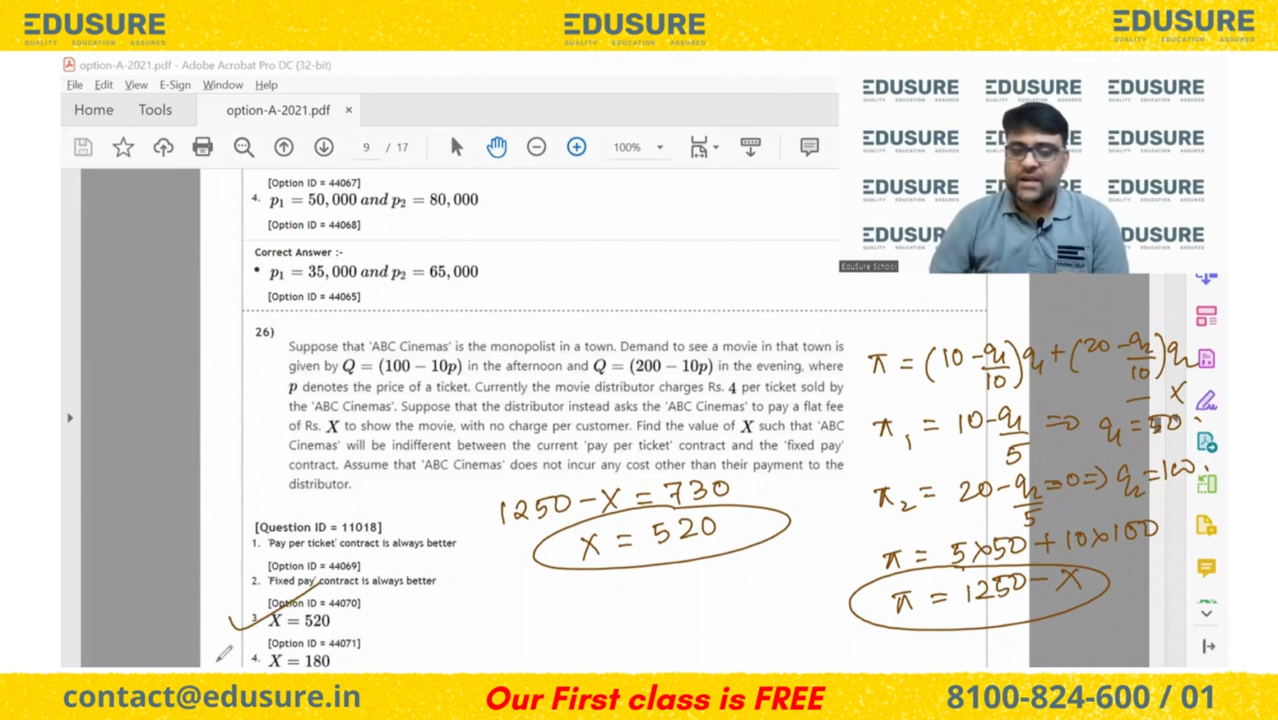 EDUSURE
QUALITY EDUCATION ASSURED
EDUSURE
QUALITY EDUCATION ASSURED
EDUSURE
QUALITY EDUCATION ASSURED
option-A-2021.pdf - Adobe Acrobat Pro DC (32-bit)
File Edit View E-Sign Window Help
Home Tools option-A-2021.pdf ×
9 / 17 100%
EDUSURE EDUSURE EDUSURE
EDUSURE EDUSURE
EDUSURE EDUSURE
EDUSURE DUSURE
EduSure School
[Option ID = 44067]
4. p₁ = 50,000 and p₂ = 80,000
[Option ID = 44068]
Correct Answer :-
• p₁ = 35,000 and p₂ = 65,000
[Option ID = 44065]
26)
Suppose that 'ABC Cinemas' is the monopolist in a town. Demand to see a movie in that town is
given by Q = (100 − 10p) in the afternoon and Q = (200 − 10p) in the evening, where
p denotes the price of a ticket. Currently the movie distributor charges Rs. 4 per ticket sold by
the 'ABC Cinemas'. Suppose that the distributor instead asks the 'ABC Cinemas' to pay a flat fee
of Rs. X to show the movie, with no charge per customer. Find the value of X such that 'ABC
Cinemas' will be indifferent between the current 'pay per ticket' contract and the 'fixed pay'
contract. Assume that 'ABC Cinemas' does not incur any cost other than their payment to the
distributor.
[Question ID = 11018]
1. 'Pay per ticket' contract is always better
[Option ID = 44069]
2. 'Fixed pay' contract is always better
[Option ID = 44070]
3. X = 520
[Option ID = 44071]
4. X = 180
1250 − X = 730
X = 520
π = (10 − q₁/10) q₁ + (20 − q₂/10) q₂
− X
π₁ = 10 − q₁/5 ⇒ q₁ = 50
π₂ = 20 − q₂/5 = 0 ⇒ q₂ = 100
π = 5×50 + 10×100
π = 1250 − X
contact@edusure.in
Our First class is FREE
8100-824-600 / 01